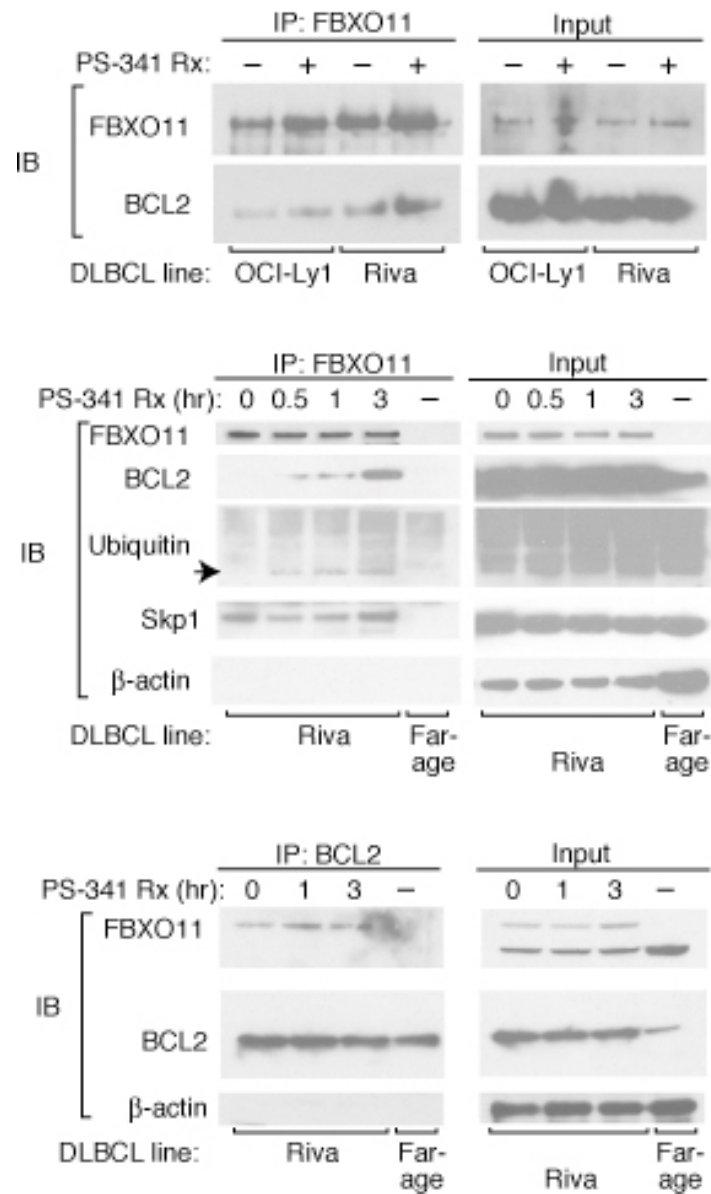 IP: FBXO11 Input
PS-341 Rx: – + – + – + – +
IB
FBXO11
BCL2
DLBCL line: OCI-Ly1 Riva OCI-Ly1 Riva
IP: FBXO11 Input
PS-341 Rx (hr): 0 0.5 1 3 – 0 0.5 1 3 –
FBXO11
BCL2
IB
Ubiquitin
Skp1
β-actin
DLBCL line: Riva Far-age Riva Far-age
IP: BCL2 Input
PS-341 Rx (hr): 0 1 3 – 0 1 3 –
FBXO11
IB
BCL2
β-actin
DLBCL line: Riva Far-age Riva Far-age